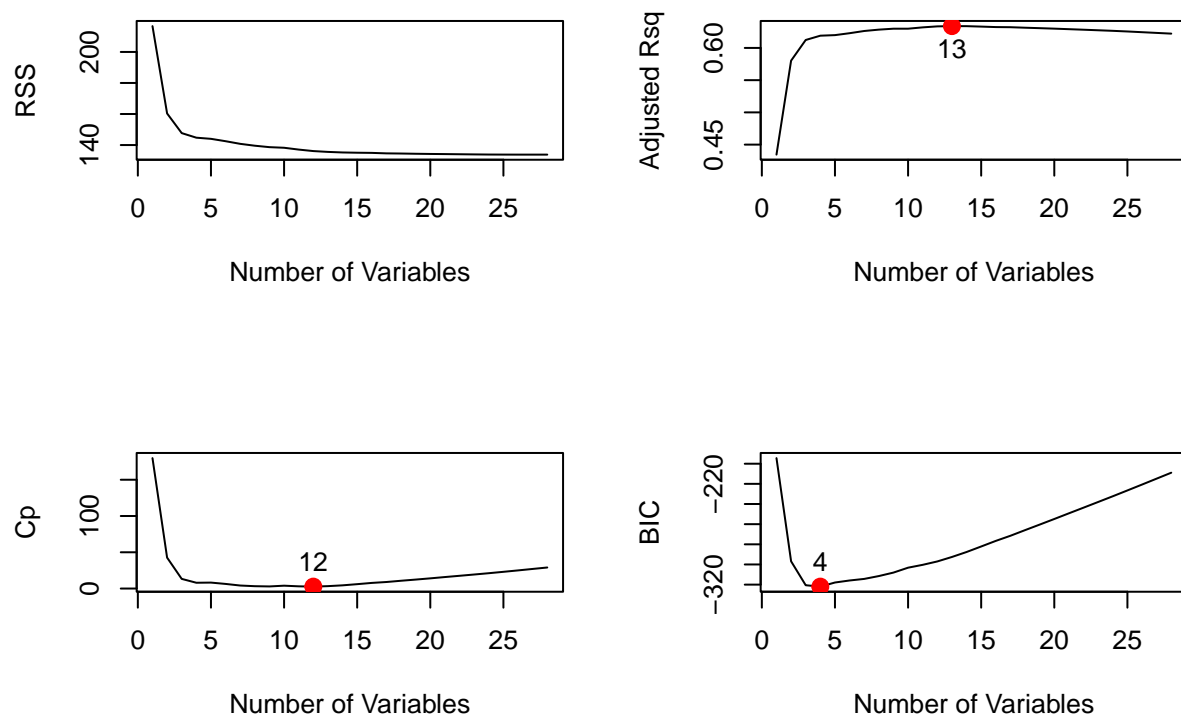 RSS
140
200
0 5 10 15 20 25
Number of Variables
Adjusted Rsq
0.45
0.60
13
0 5 10 15 20 25
Number of Variables
Cp
0
100
12
0 5 10 15 20 25
Number of Variables
BIC
−320
−220
4
0 5 10 15 20 25
Number of Variables